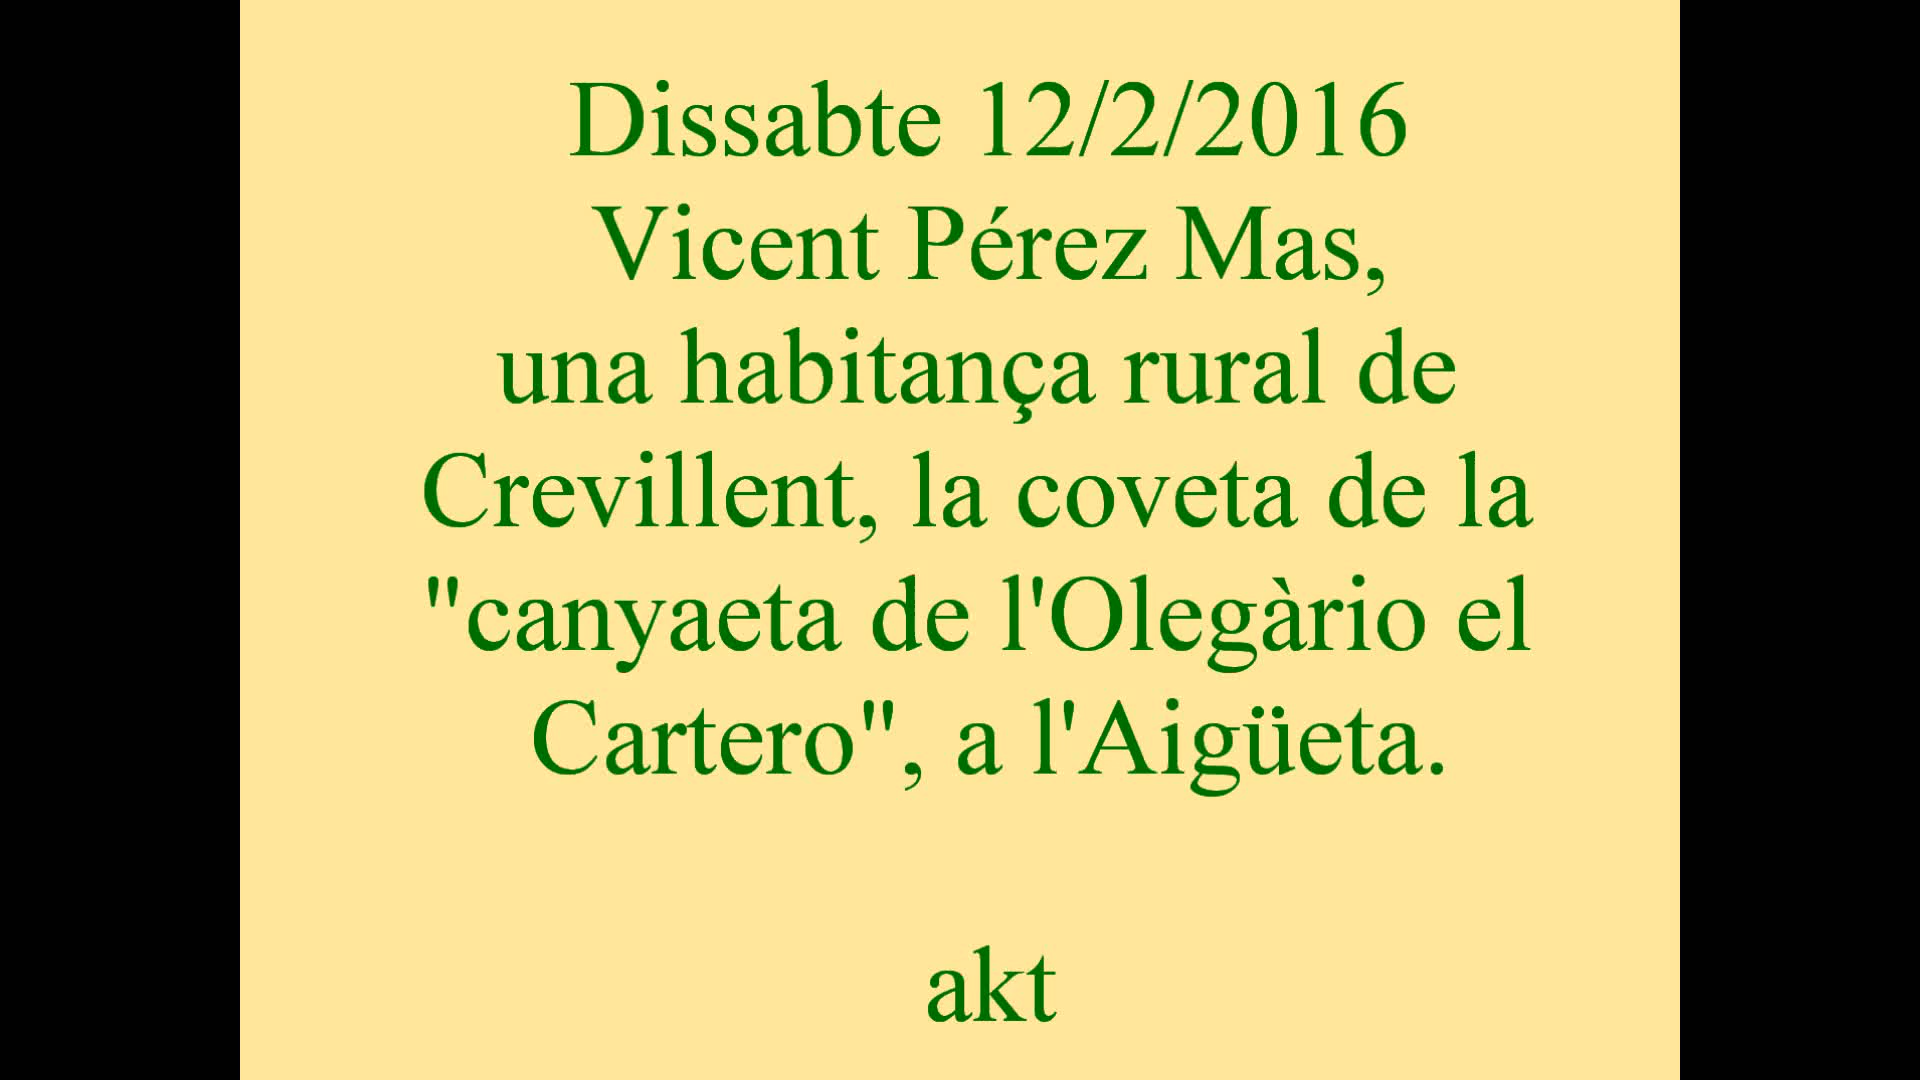 Dissabte 12/2/2016
Vicent Pérez Mas,
una habitança rural de
Crevillent, la coveta de la
"canyaeta de l'Olegàrio el
Cartero", a l'Aigüeta.
akt